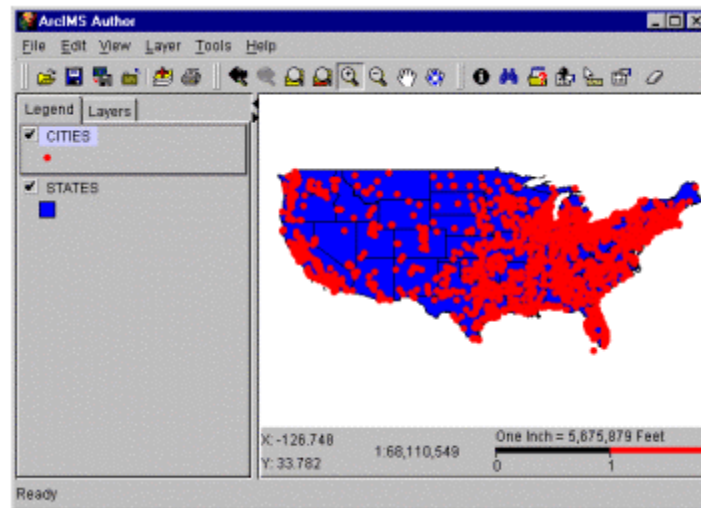 ArcIMS Author
File Edit View Layer Tools Help
Legend Layers
CITIES
STATES
X: -126.748
Y: 33.782
1:68,110,549
One Inch = 5,675,879 Feet
0 1
Ready